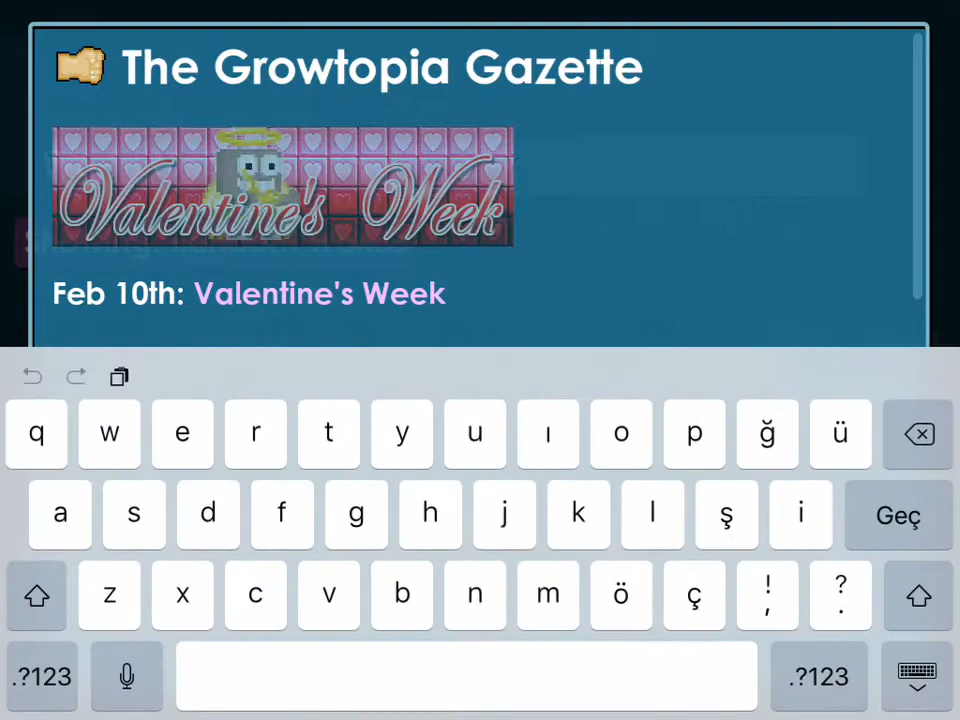 The Growtopia Gazette
Valentine's Week
Feb 10th: Valentine's Week
q w e r t y u ı o p ğ ü
a s d f g h j k l ş i Geç
z x c v b n m ö ç ! , ? .
.?123 .?123